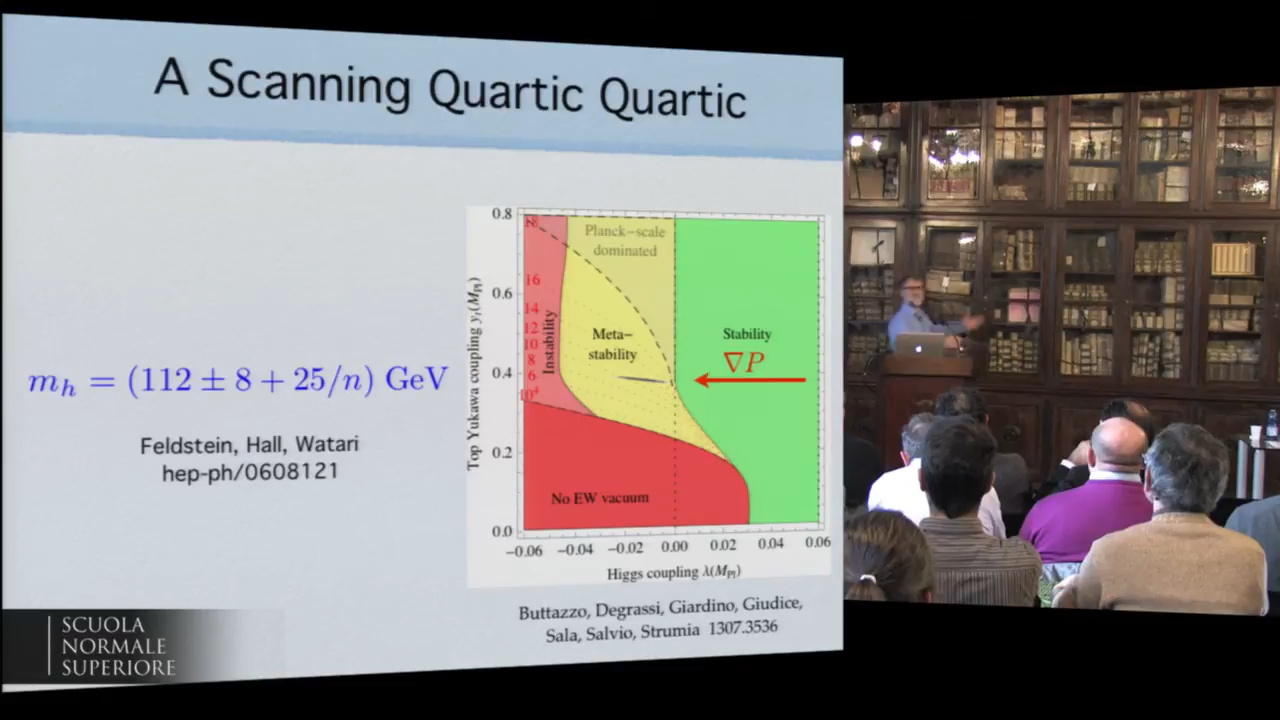 A Scanning Quartic Quartic
m_h = (112 ± 8 + 25/n) GeV
Feldstein, Hall, Watari
hep-ph/0608121
Top Yukawa coupling y_t(M_Pl)
0.8
0.6
0.4
0.2
0.0
18
16
14
12
10
8
6
10^4
Instability
Planck−scale
dominated
Meta−
stability
Stability
∇P
No EW vacuum
−0.06 −0.04 −0.02 0.00 0.02 0.04 0.06
Higgs coupling λ(M_Pl)
Buttazzo, Degrassi, Giardino, Giudice,
Sala, Salvio, Strumia 1307.3536
SCUOLA
NORMALE
SUPERIORE